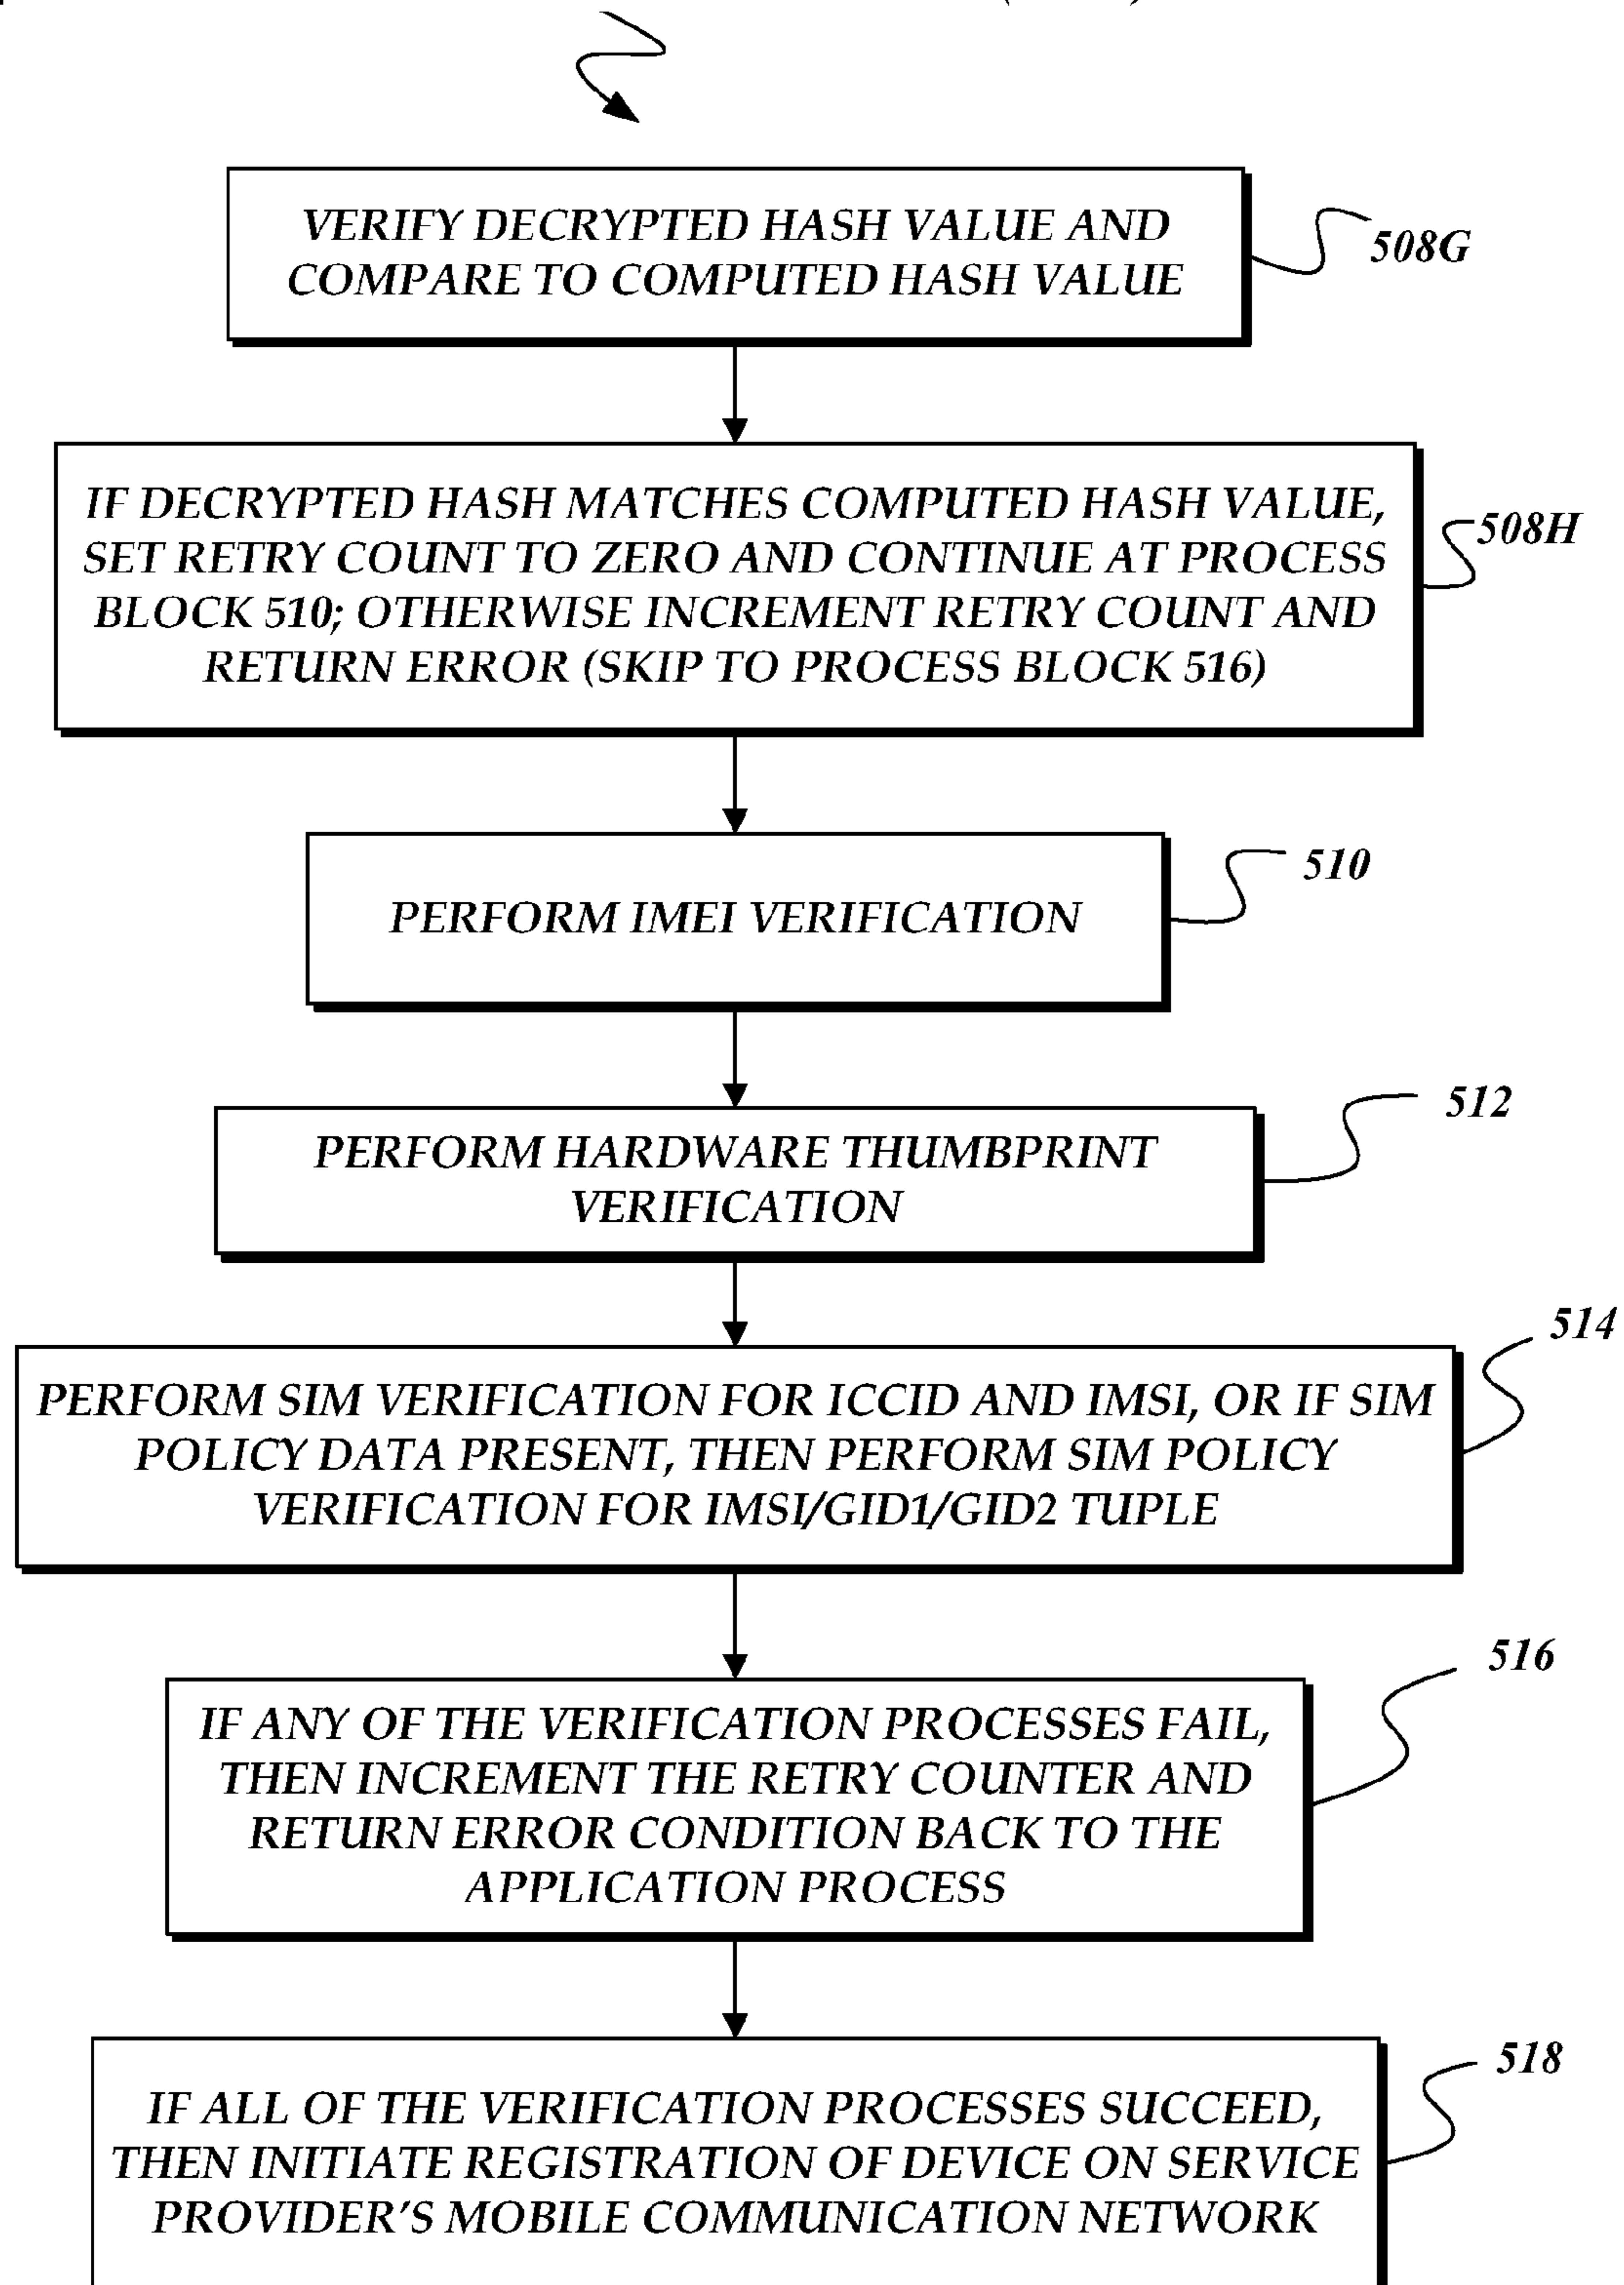 VERIFY DECRYPTED HASH VALUE AND
COMPARE TO COMPUTED HASH VALUE
508G
IF DECRYPTED HASH MATCHES COMPUTED HASH VALUE,
SET RETRY COUNT TO ZERO AND CONTINUE AT PROCESS
BLOCK 510; OTHERWISE INCREMENT RETRY COUNT AND
RETURN ERROR (SKIP TO PROCESS BLOCK 516)
508H
PERFORM IMEI VERIFICATION
510
PERFORM HARDWARE THUMBPRINT
VERIFICATION
512
PERFORM SIM VERIFICATION FOR ICCID AND IMSI, OR IF SIM
POLICY DATA PRESENT, THEN PERFORM SIM POLICY
VERIFICATION FOR IMSI/GID1/GID2 TUPLE
514
IF ANY OF THE VERIFICATION PROCESSES FAIL,
THEN INCREMENT THE RETRY COUNTER AND
RETURN ERROR CONDITION BACK TO THE
APPLICATION PROCESS
516
IF ALL OF THE VERIFICATION PROCESSES SUCCEED,
THEN INITIATE REGISTRATION OF DEVICE ON SERVICE
PROVIDER'S MOBILE COMMUNICATION NETWORK
518